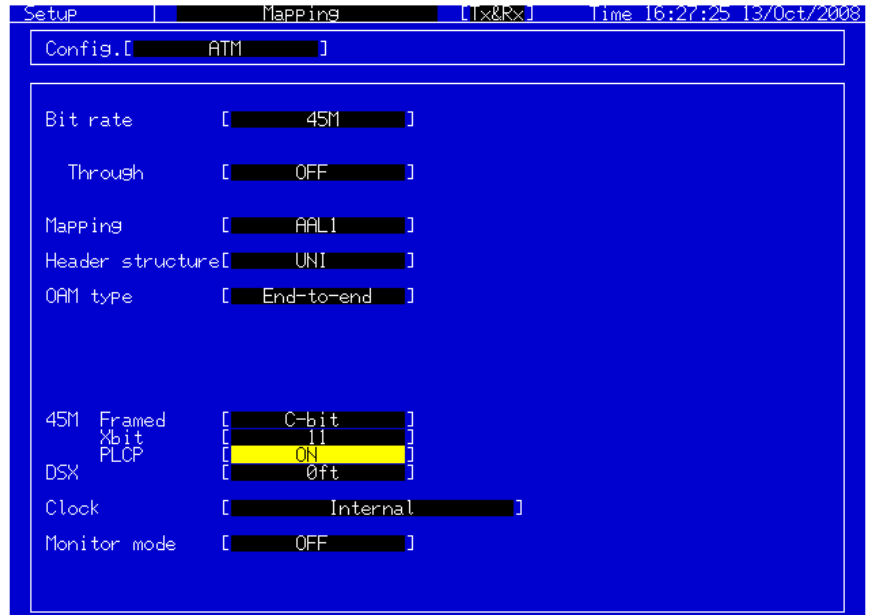 Setup Mapping [Tx&Rx] Time 16:27:25 13/Oct/2008
Config.[ ATM ]
Bit rate [ 45M ]
Through [ OFF ]
Mapping [ AAL1 ]
Header structure[ UNI ]
OAM type [ End-to-end ]
45M Framed [ C-bit ]
Xbit [ 11 ]
PLCP [ ON ]
DSX [ 0ft ]
Clock [ Internal ]
Monitor mode [ OFF ]